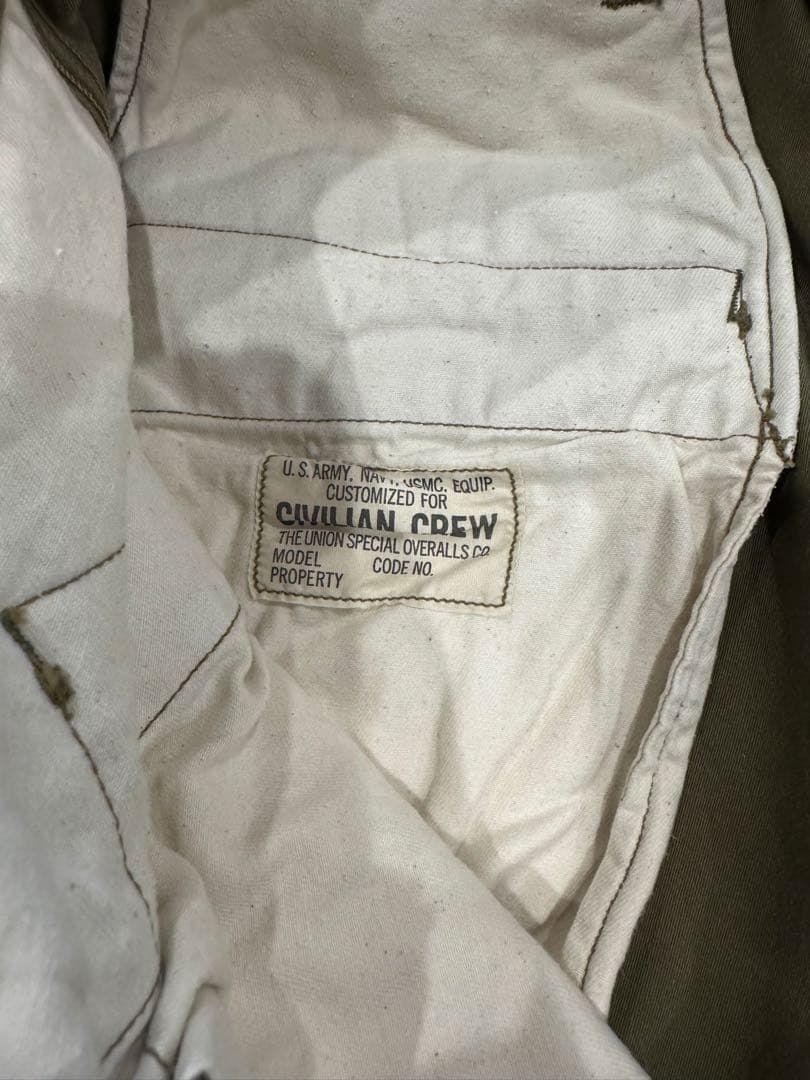 U.S. ARMY, NAVY, USMC. EQUIP.
CUSTOMIZED FOR
CIVILIAN CREW
THE UNION SPECIAL OVERALLS CO.
MODEL CODE NO.
PROPERTY